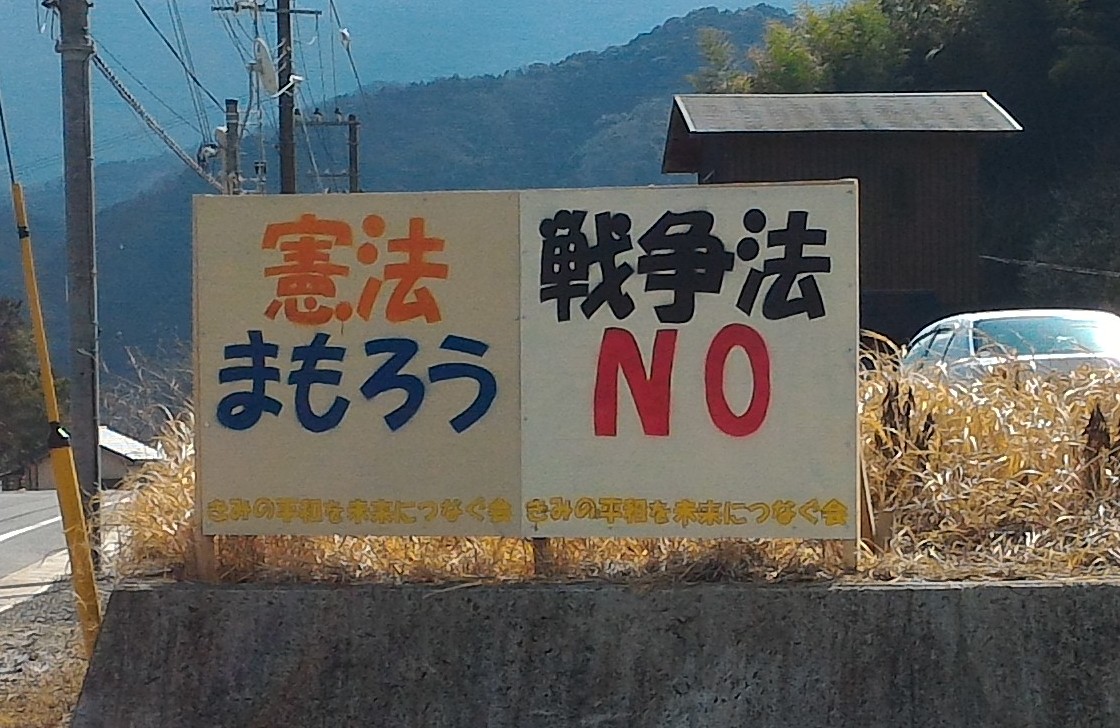 憲法
まもろう
きみの平和を未来につなぐ会
戦争法
NO
きみの平和を未来につなぐ会